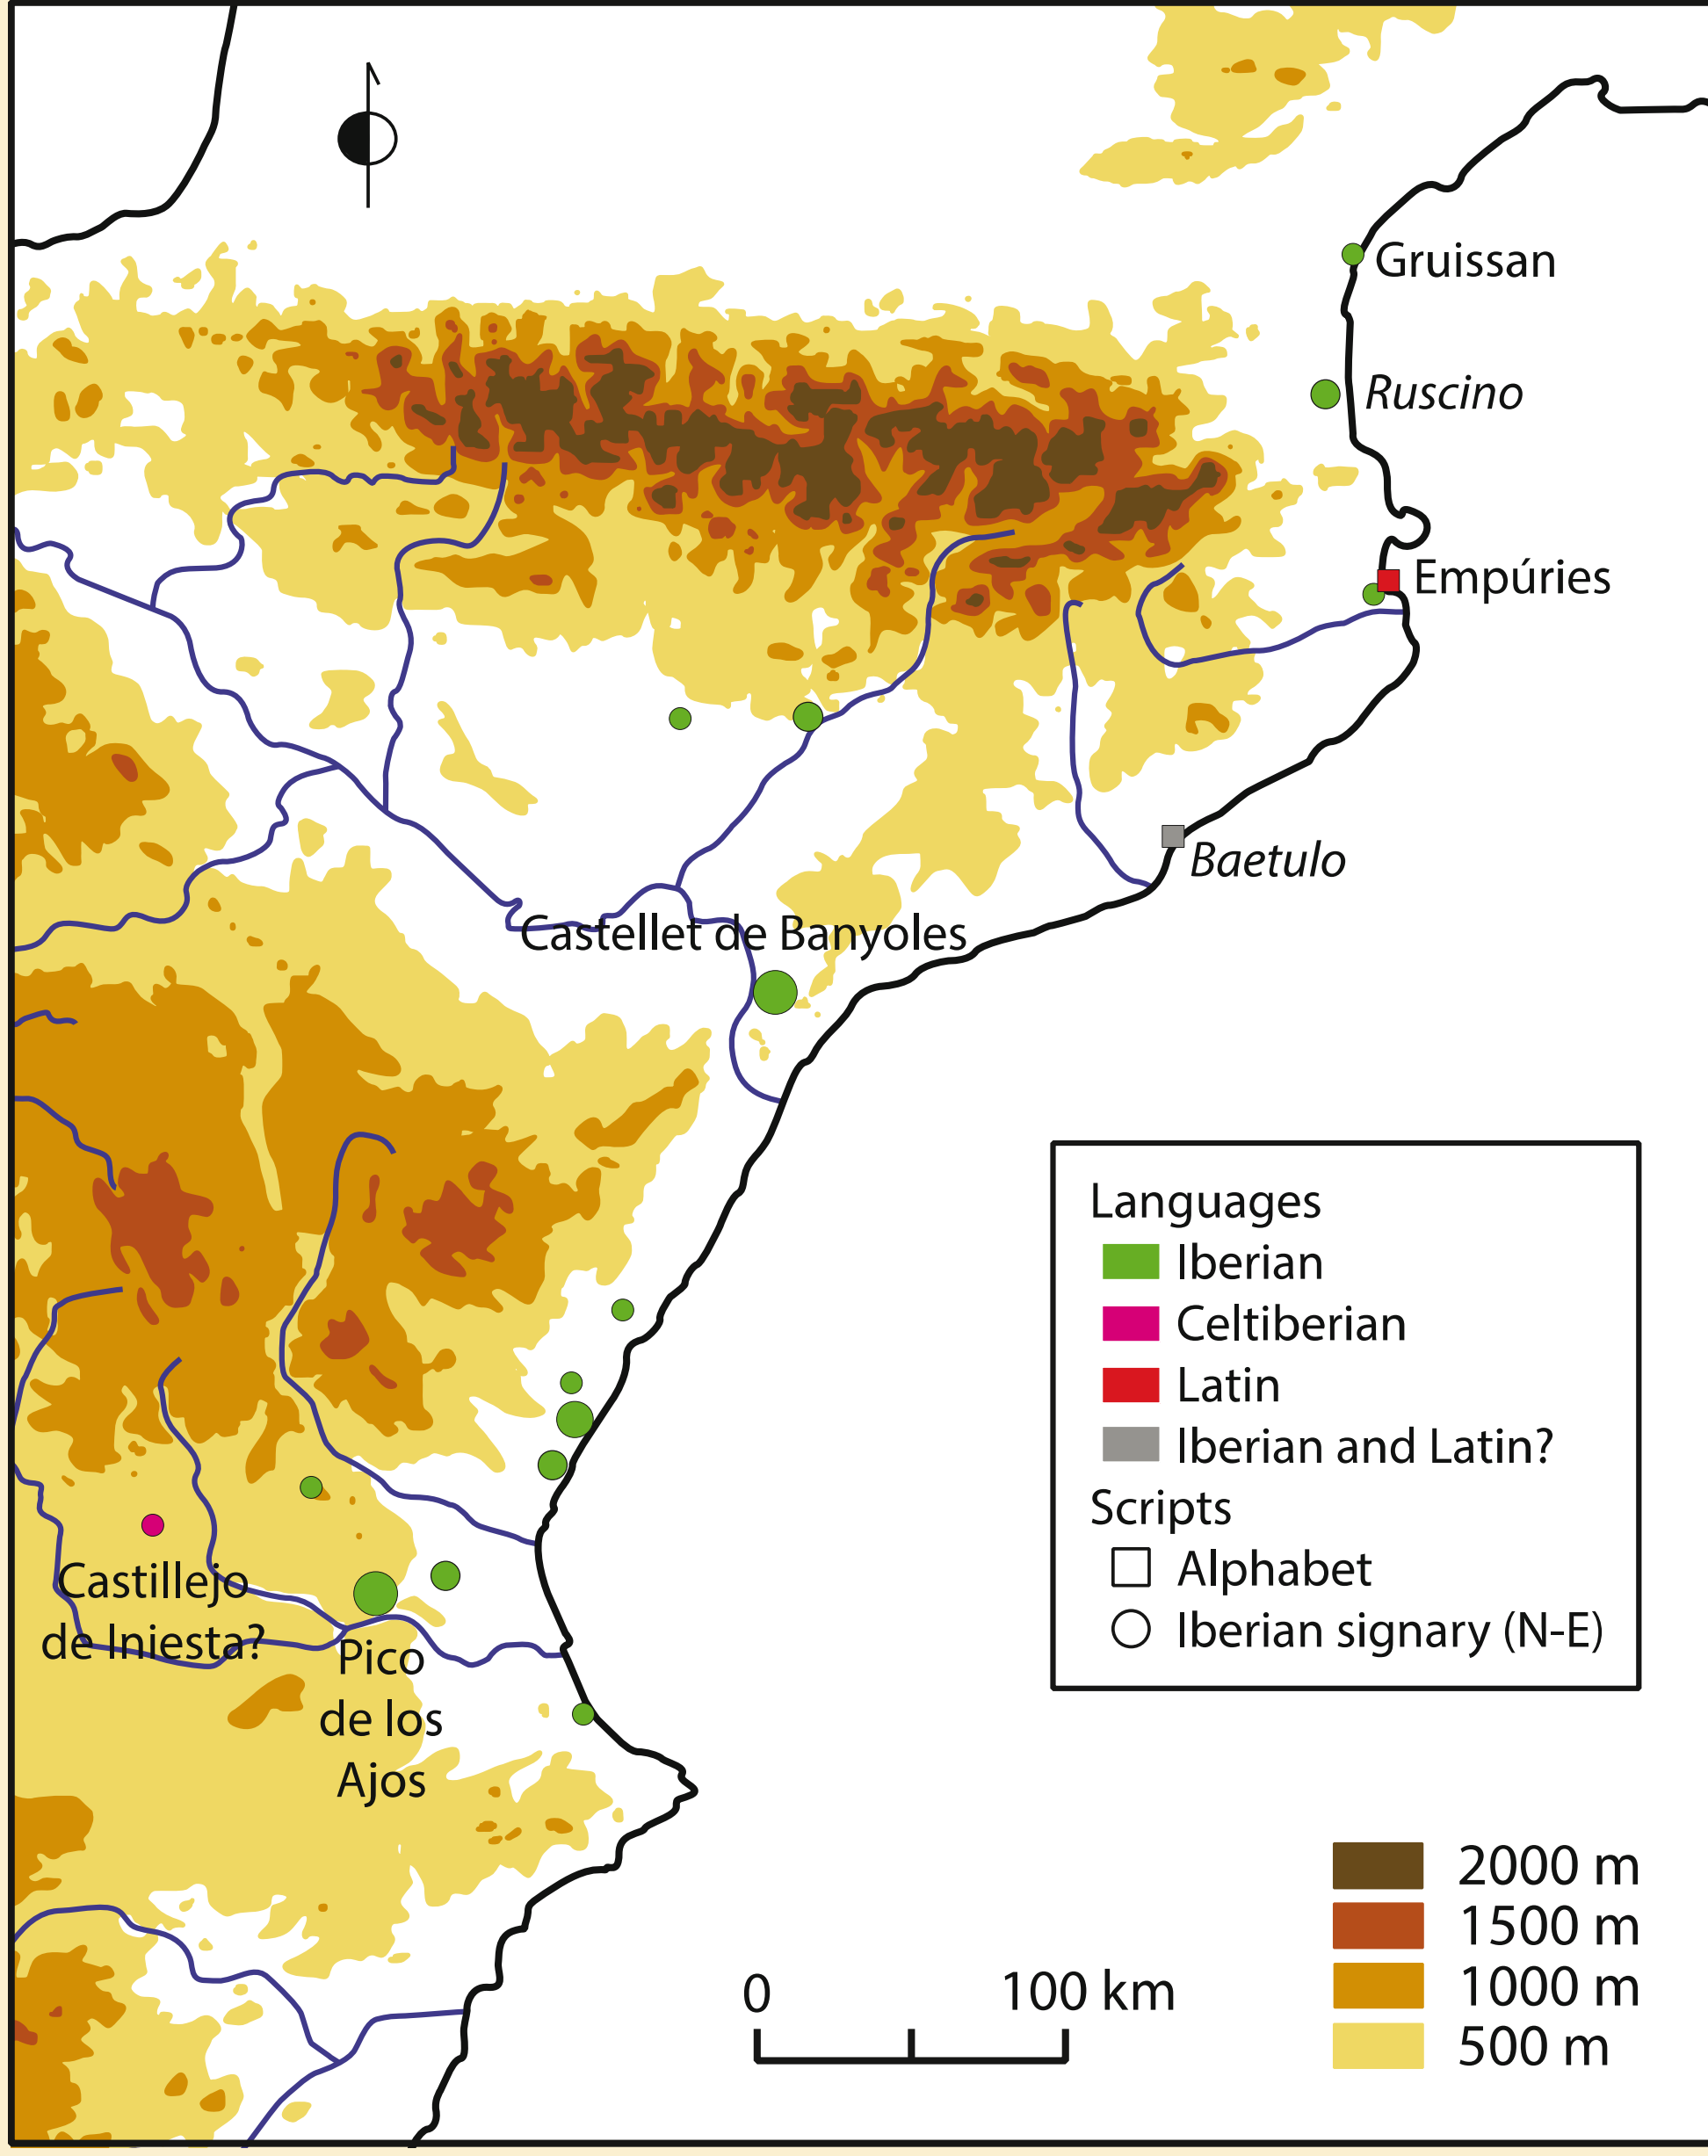 Gruissan
Ruscino
Empúries
Baetulo
Castellet de Banyoles
Languages
Iberian
Celtiberian
Latin
Iberian and Latin?
Scripts
Alphabet
Iberian signary (N-E)
Castillejo
de Iniesta?
Pico
de los
Ajos
2000 m
1500 m
1000 m
500 m
0 100 km